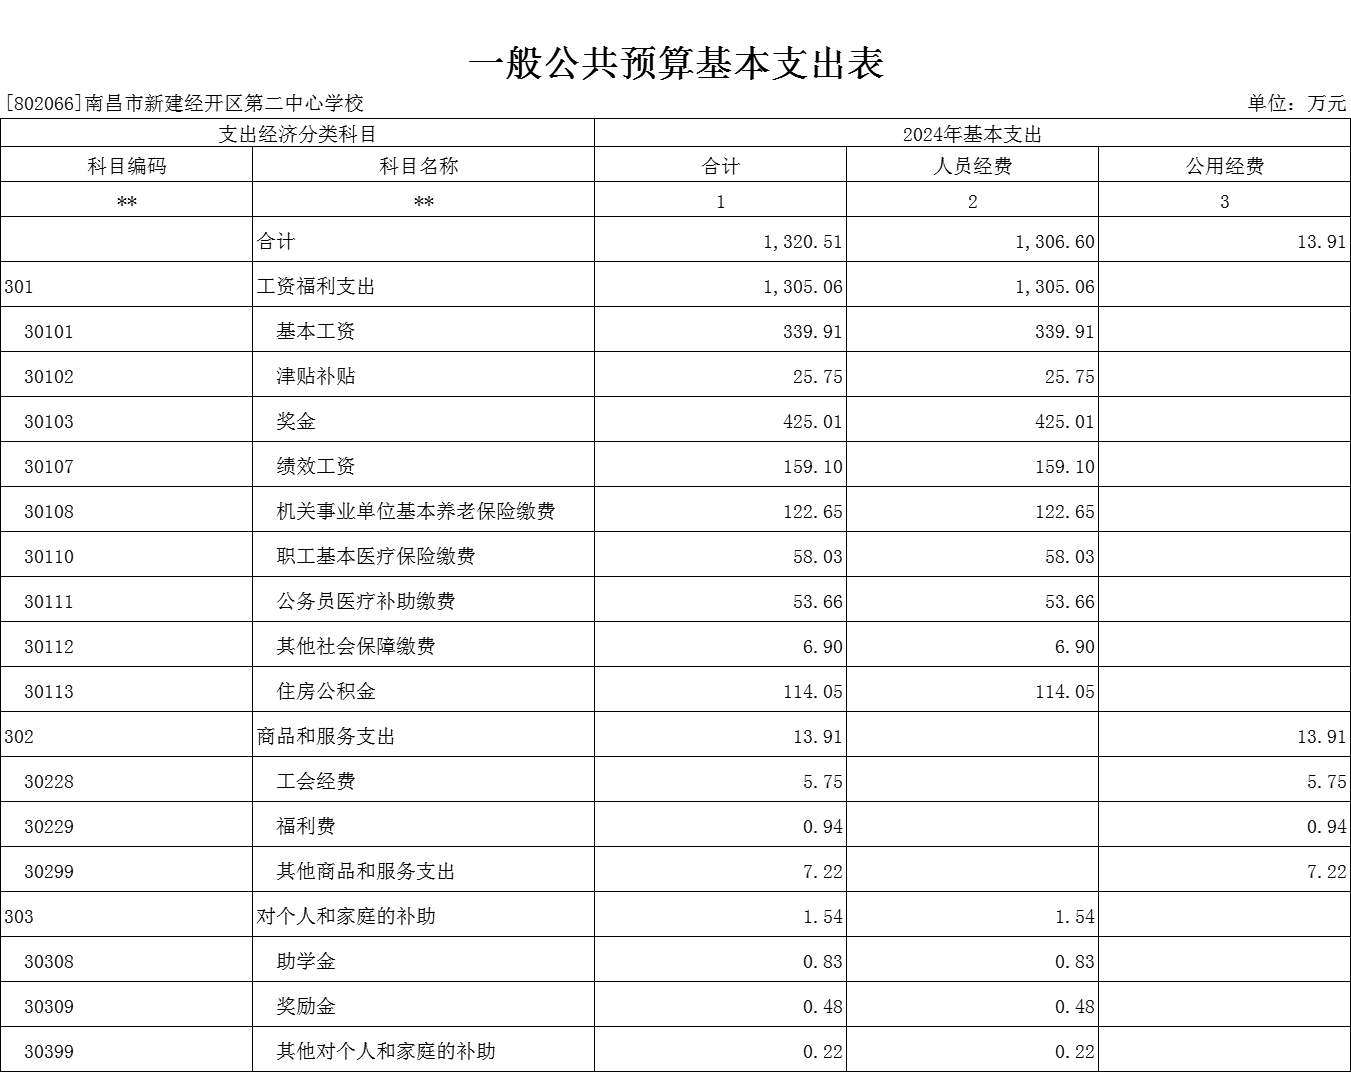 一般公共预算基本支出表
[802066]南昌市新建经开区第二中心学校 单位：万元
支出经济分类科目 2024年基本支出
科目编码 科目名称 合计 人员经费 公用经费
** ** 1 2 3
合计 1,320.51 1,306.60 13.91
301 工资福利支出 1,305.06 1,305.06
30101 基本工资 339.91 339.91
30102 津贴补贴 25.75 25.75
30103 奖金 425.01 425.01
30107 绩效工资 159.10 159.10
30108 机关事业单位基本养老保险缴费 122.65 122.65
30110 职工基本医疗保险缴费 58.03 58.03
30111 公务员医疗补助缴费 53.66 53.66
30112 其他社会保障缴费 6.90 6.90
30113 住房公积金 114.05 114.05
302 商品和服务支出 13.91 13.91
30228 工会经费 5.75 5.75
30229 福利费 0.94 0.94
30299 其他商品和服务支出 7.22 7.22
303 对个人和家庭的补助 1.54 1.54
30308 助学金 0.83 0.83
30309 奖励金 0.48 0.48
30399 其他对个人和家庭的补助 0.22 0.22